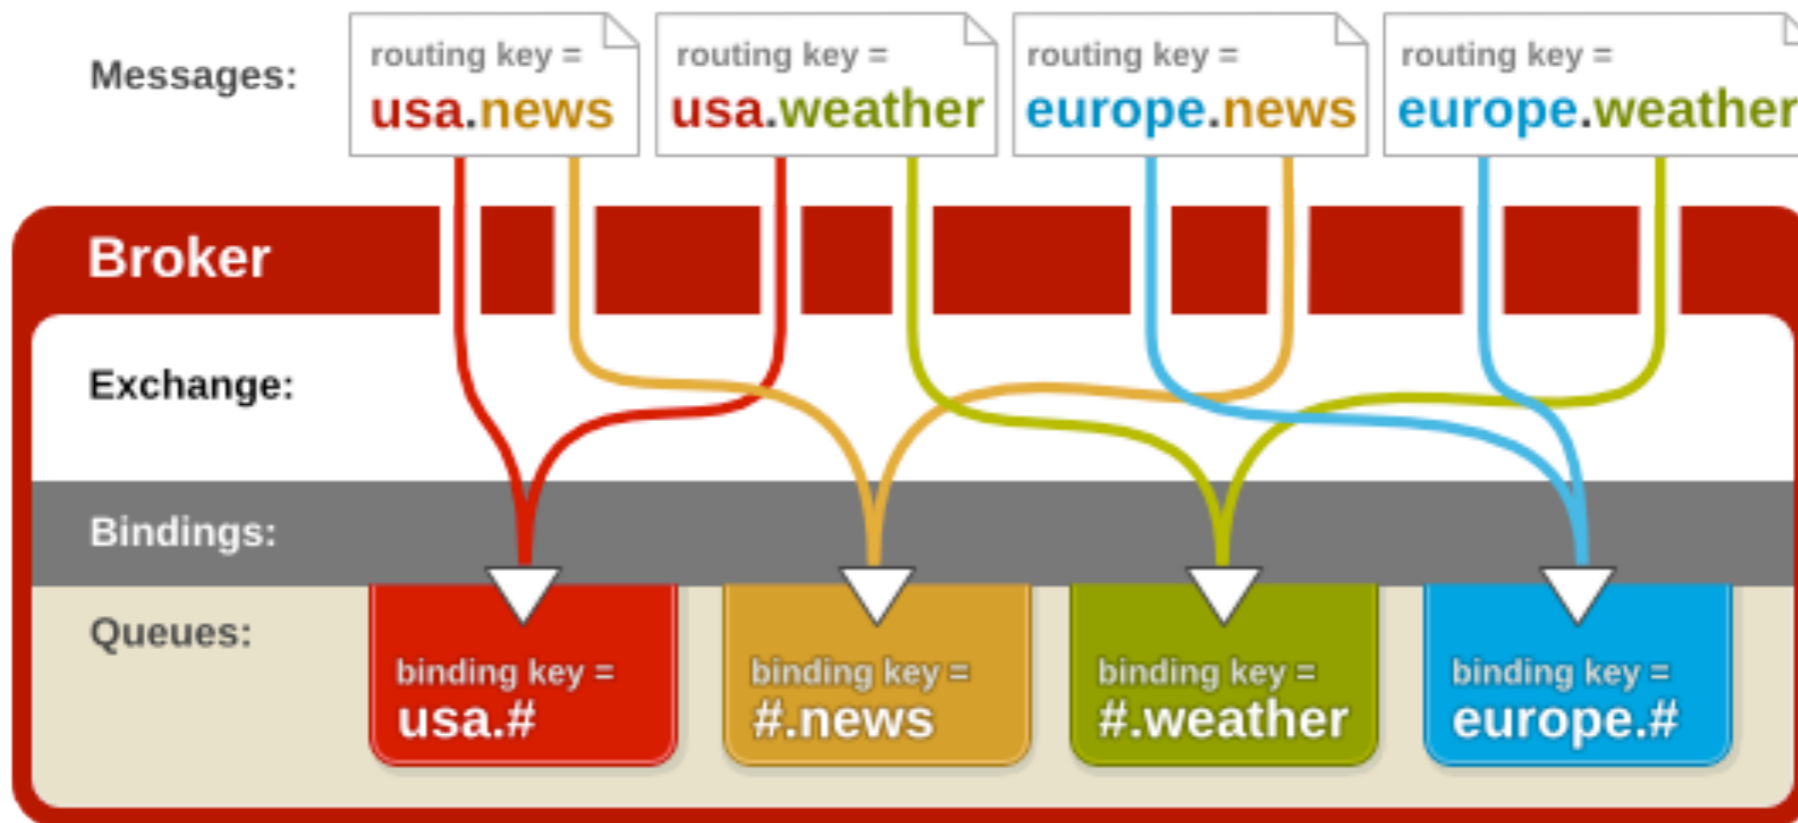 Messages:
routing key =
usa.news
routing key =
usa.weather
routing key =
europe.news
routing key =
europe.weather
Broker
Exchange:
Bindings:
Queues:
binding key =
usa.#
binding key =
#.news
binding key =
#.weather
binding key =
europe.#